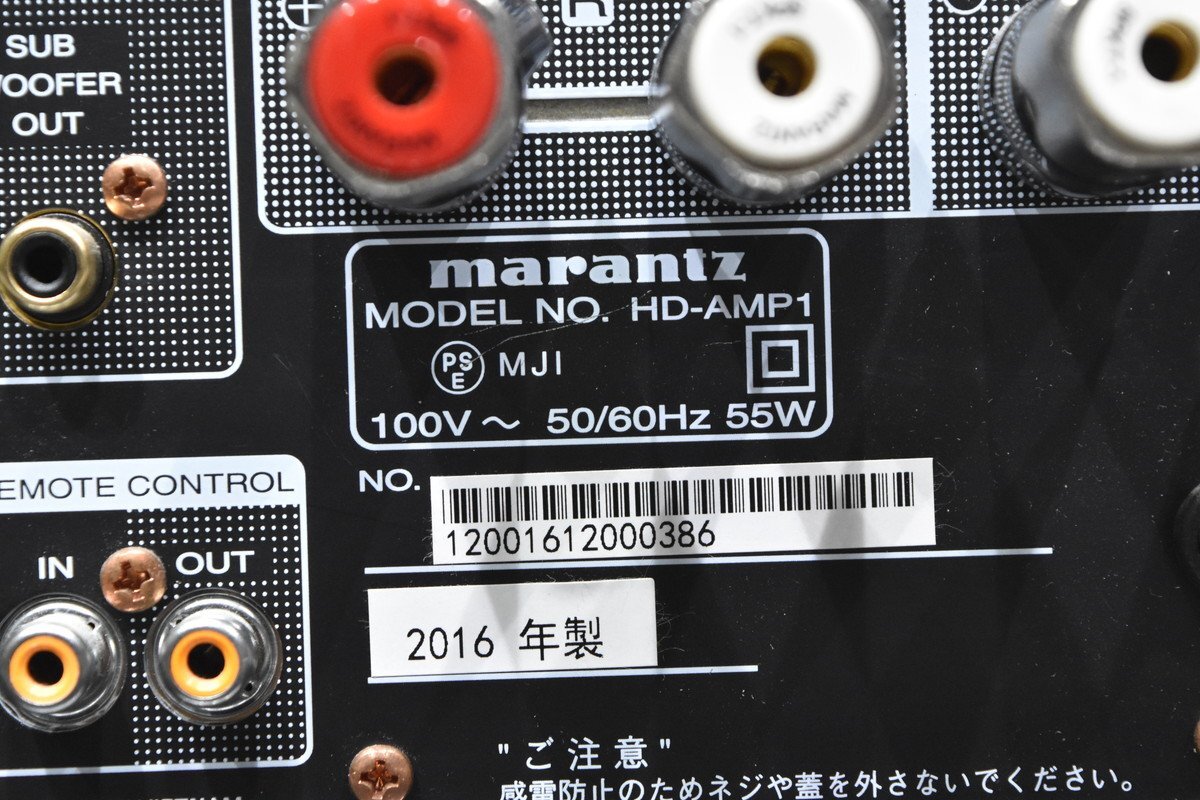 SUB
WOOFER
OUT
marantz
MODEL NO. HD-AMP1
PSE MJI
100V ～ 50/60Hz 55W
NO.
12001612000386
2016 年製
REMOTE CONTROL
IN OUT
"ご注意"
感電防止のためネジや蓋を外さないでください。